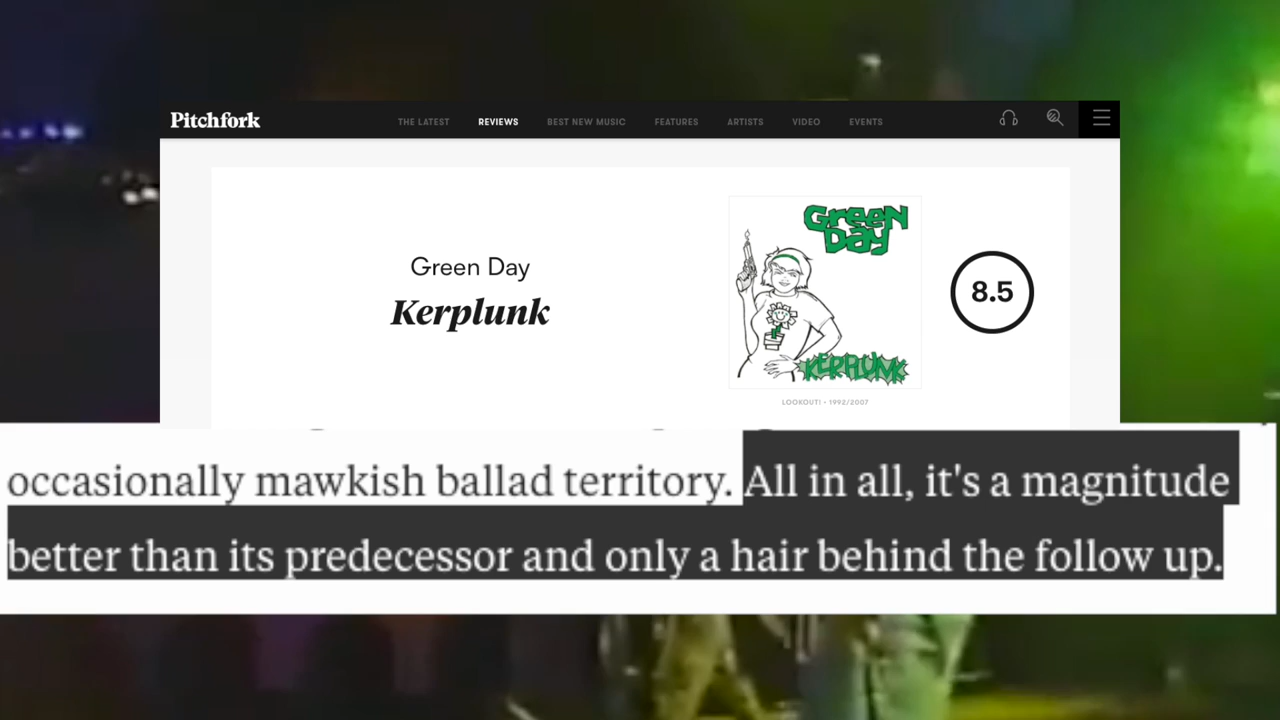 Pitchfork
THE LATEST REVIEWS BEST NEW MUSIC FEATURES ARTISTS VIDEO EVENTS
Green Day
Kerplunk
GREEN DAY
KERPLUNK
8.5
LOOKOUT! • 1992/2007
occasionally mawkish ballad territory. All in all, it's a magnitude
better than its predecessor and only a hair behind the follow up.